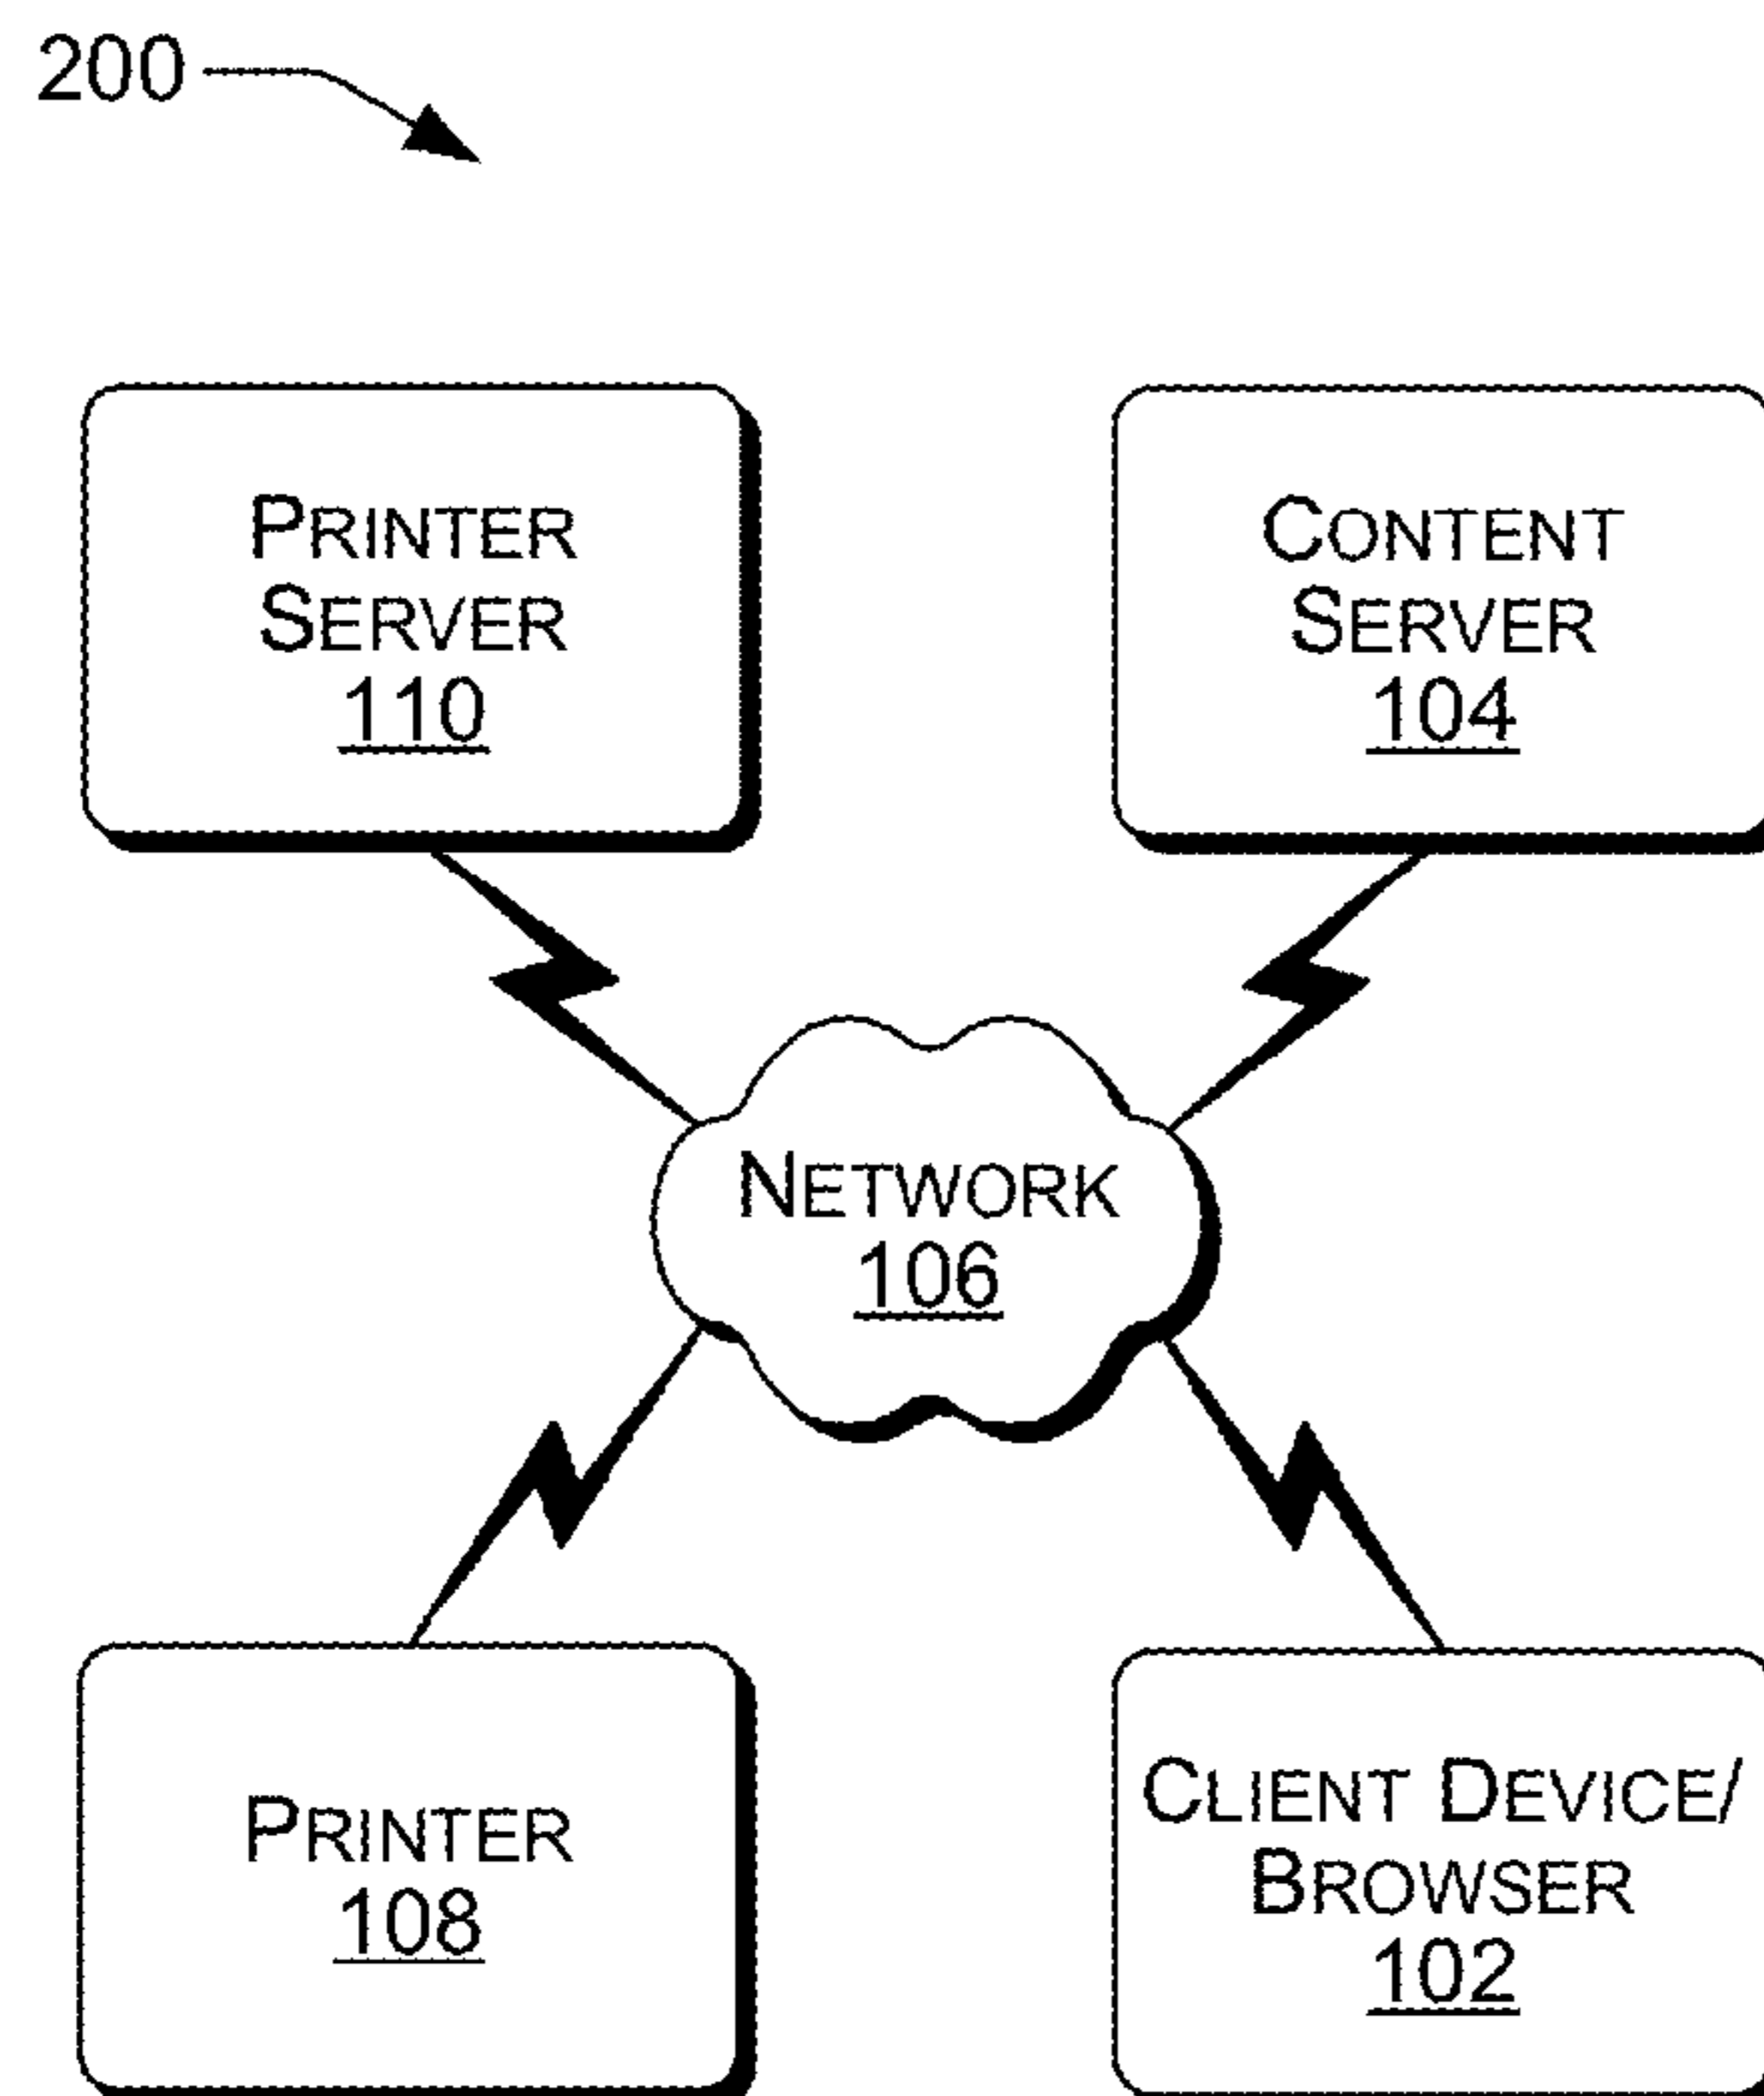 200
PRINTER
SERVER
110
CONTENT
SERVER
104
NETWORK
106
PRINTER
108
CLIENT DEVICE/
BROWSER
102